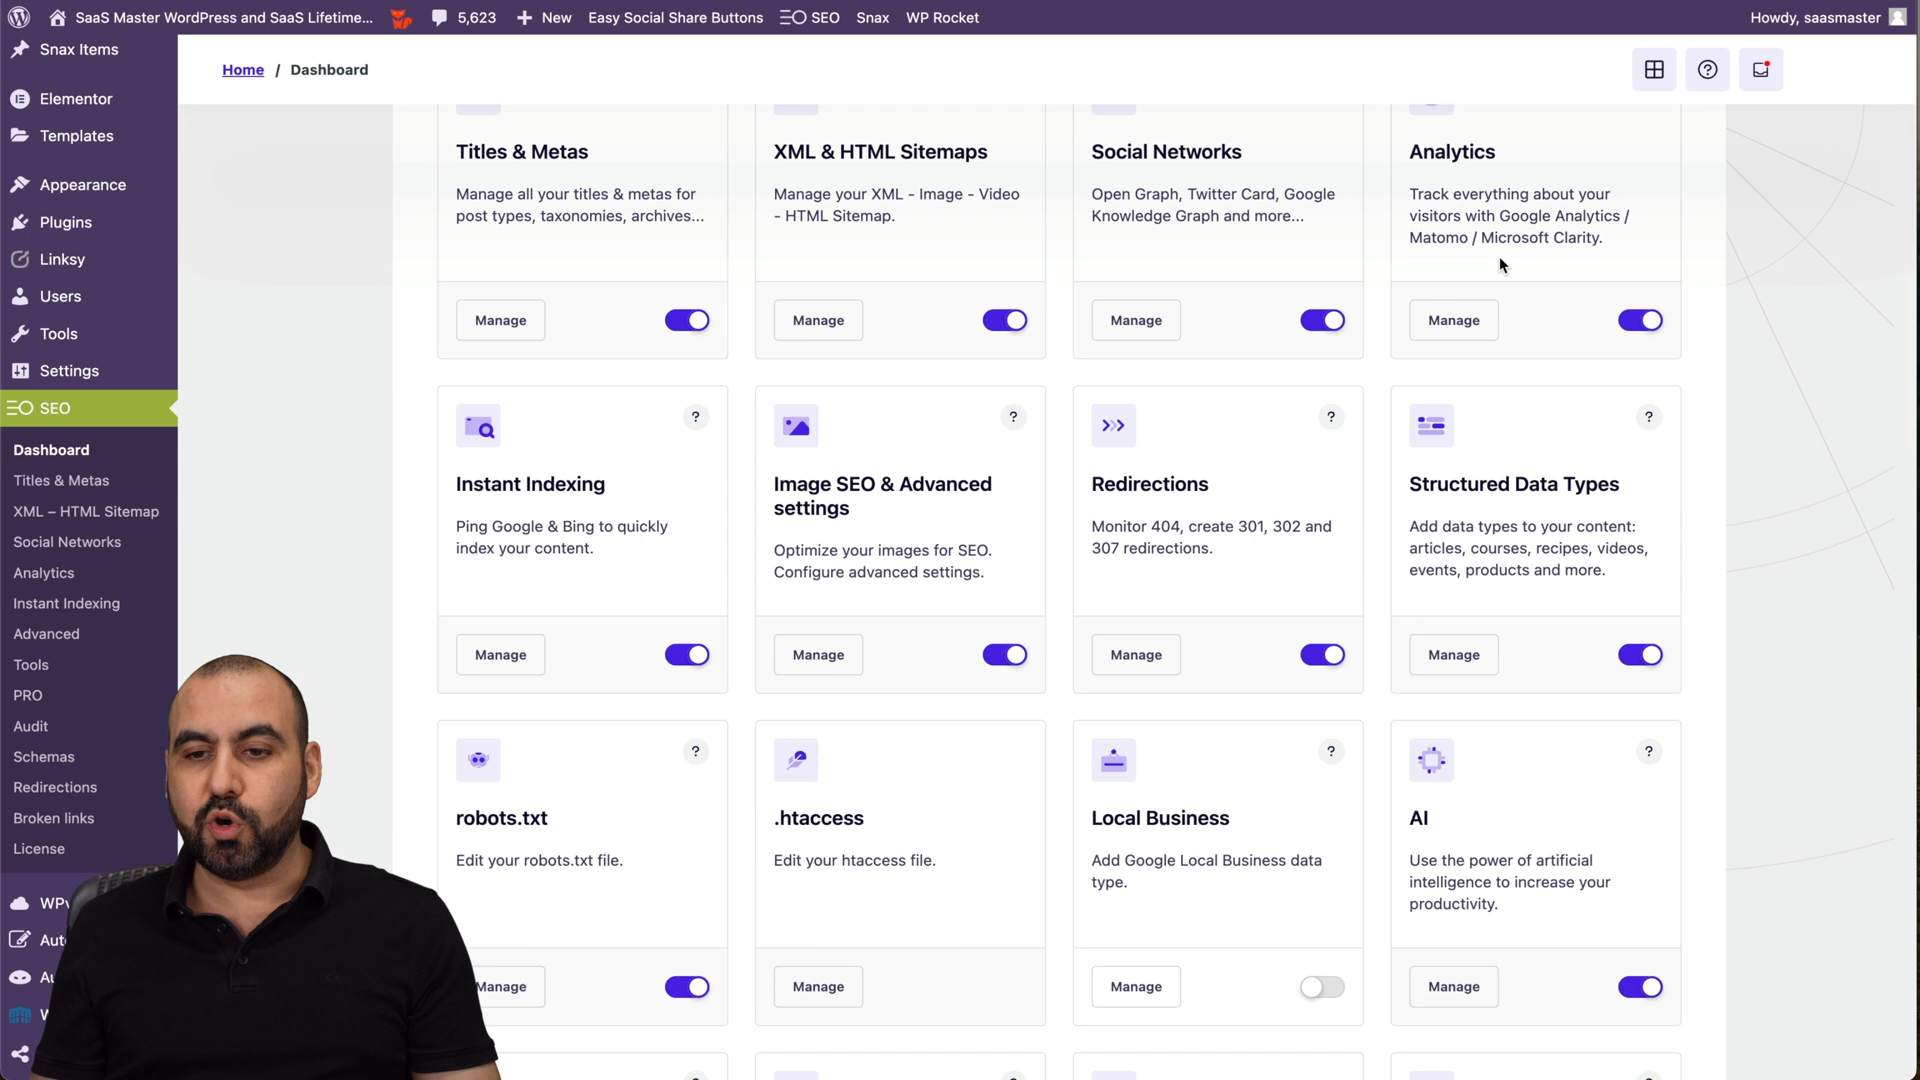 SaaS Master WordPress and SaaS Lifetime...
5,623
New
Easy Social Share Buttons
SEO
Snax
WP Rocket
Howdy, saasmaster
Snax Items
Elementor
Templates
Appearance
Plugins
Linksy
Users
Tools
Settings
SEO
Dashboard
Titles & Metas
XML – HTML Sitemap
Social Networks
Analytics
Instant Indexing
Advanced
Tools
PRO
Audit
Schemas
Redirections
Broken links
License
Home / Dashboard
?
Titles & Metas
Manage all your titles & metas for
post types, taxonomies, archives...
Manage
XML & HTML Sitemaps
Manage your XML - Image - Video
- HTML Sitemap.
Manage
Social Networks
Open Graph, Twitter Card, Google
Knowledge Graph and more...
Manage
Analytics
Track everything about your
visitors with Google Analytics /
Matomo / Microsoft Clarity.
Manage
?
Instant Indexing
Ping Google & Bing to quickly
index your content.
Manage
?
Image SEO & Advanced
settings
Optimize your images for SEO.
Configure advanced settings.
Manage
?
Redirections
Monitor 404, create 301, 302 and
307 redirections.
Manage
?
Structured Data Types
Add data types to your content:
articles, courses, recipes, videos,
events, products and more.
Manage
?
robots.txt
Edit your robots.txt file.
Manage
.htaccess
Edit your htaccess file.
Manage
?
Local Business
Add Google Local Business data
type.
Manage
?
AI
Use the power of artificial
intelligence to increase your
productivity.
Manage